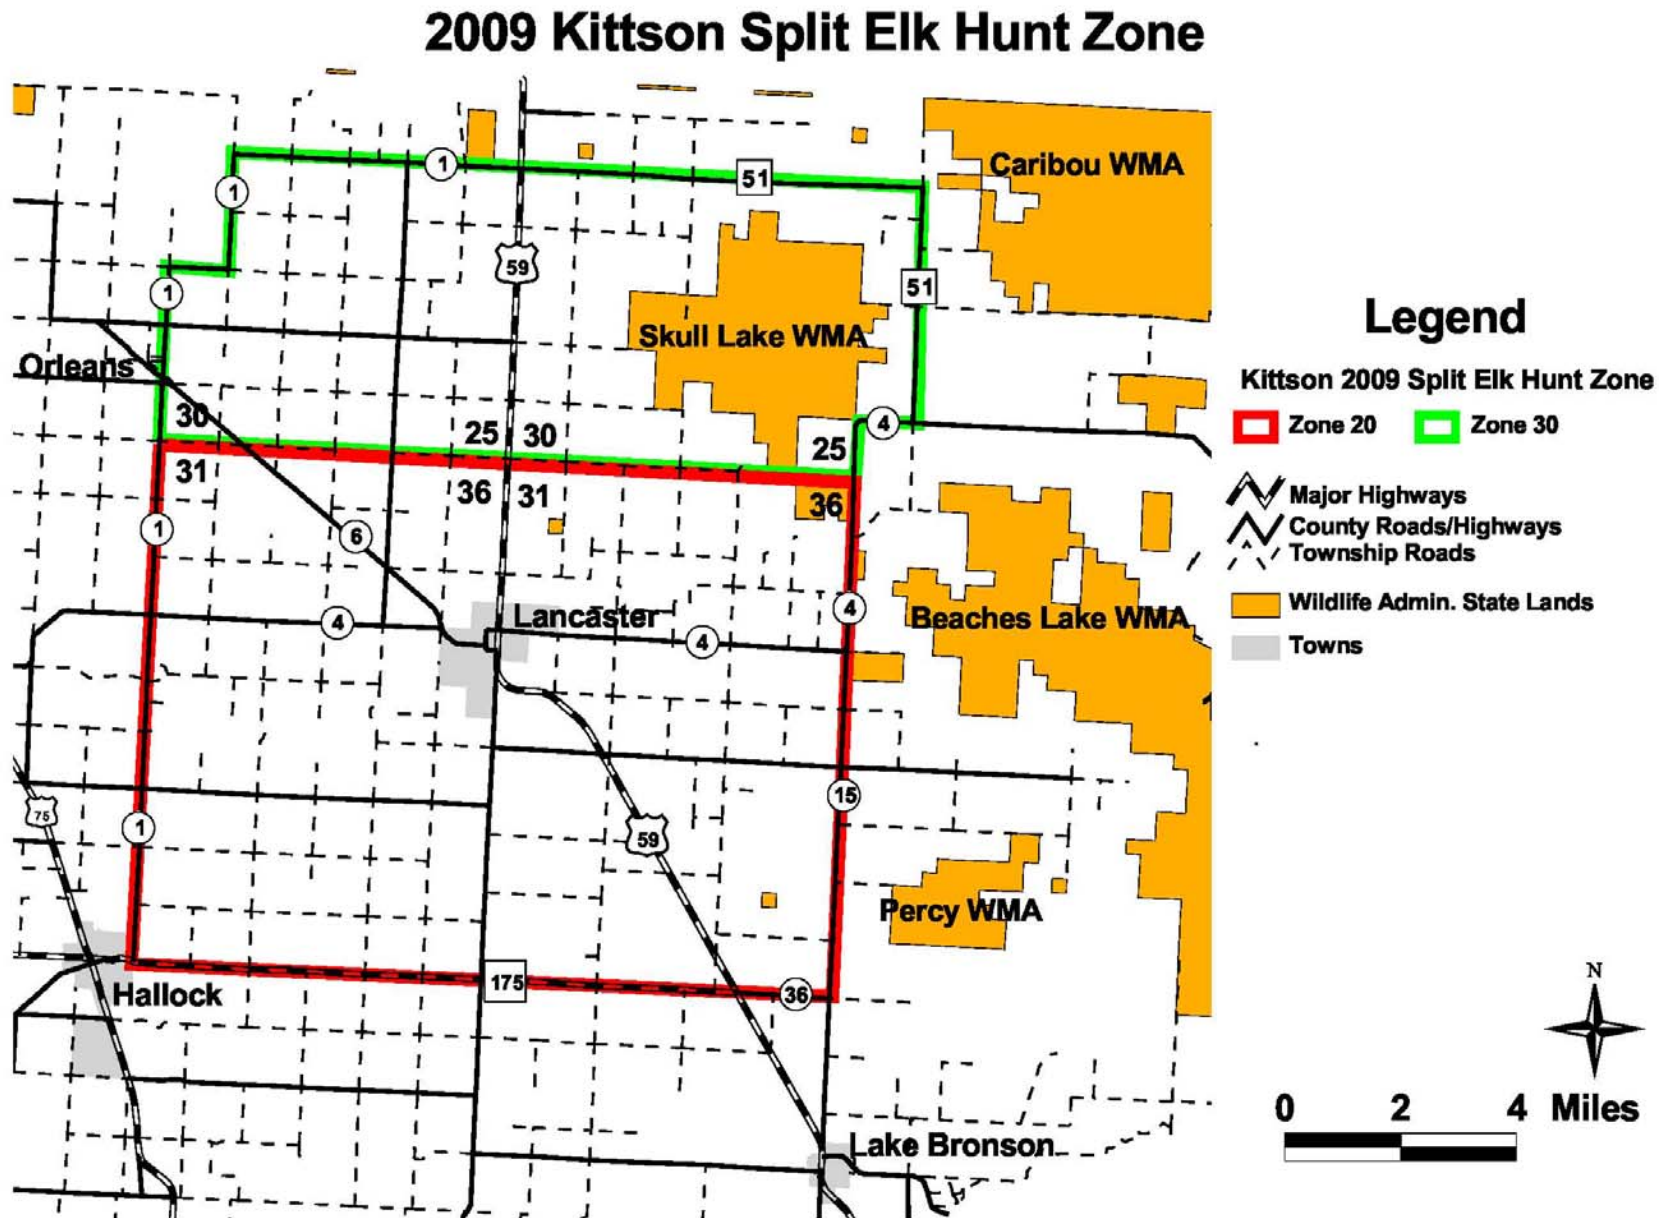 2009 Kittson Split Elk Hunt Zone
Caribou WMA
1
51
1
59
51
1
Skull Lake WMA
Orleans
30
25 30
4
25
31
36 31
36
1
6
Lancaster
4
4
4
Beaches Lake WMA
15
75
1
59
Percy WMA
175
36
Hallock
Lake Bronson
Legend
Kittson 2009 Split Elk Hunt Zone
Zone 20 Zone 30
Major Highways
County Roads/Highways
Township Roads
Wildlife Admin. State Lands
Towns
N
0 2 4 Miles